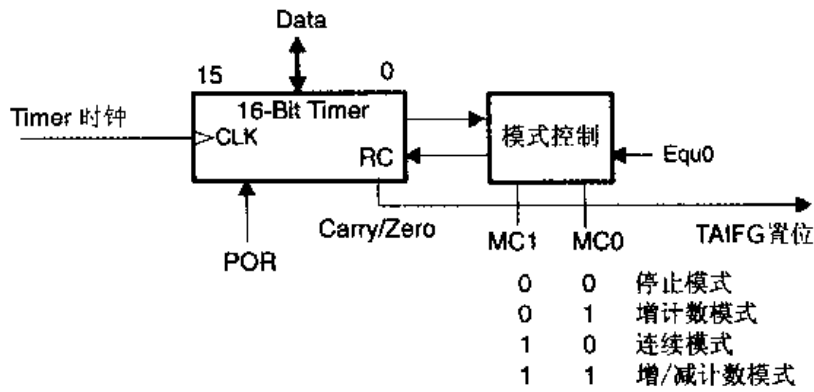 Data
15 0
Timer 时钟
16-Bit Timer
CLK
RC
模式控制
Equ0
Carry/Zero
POR
MC1 MC0
TAIFG置位
0 0 停止模式
0 1 增计数模式
1 0 连续模式
1 1 增/减计数模式